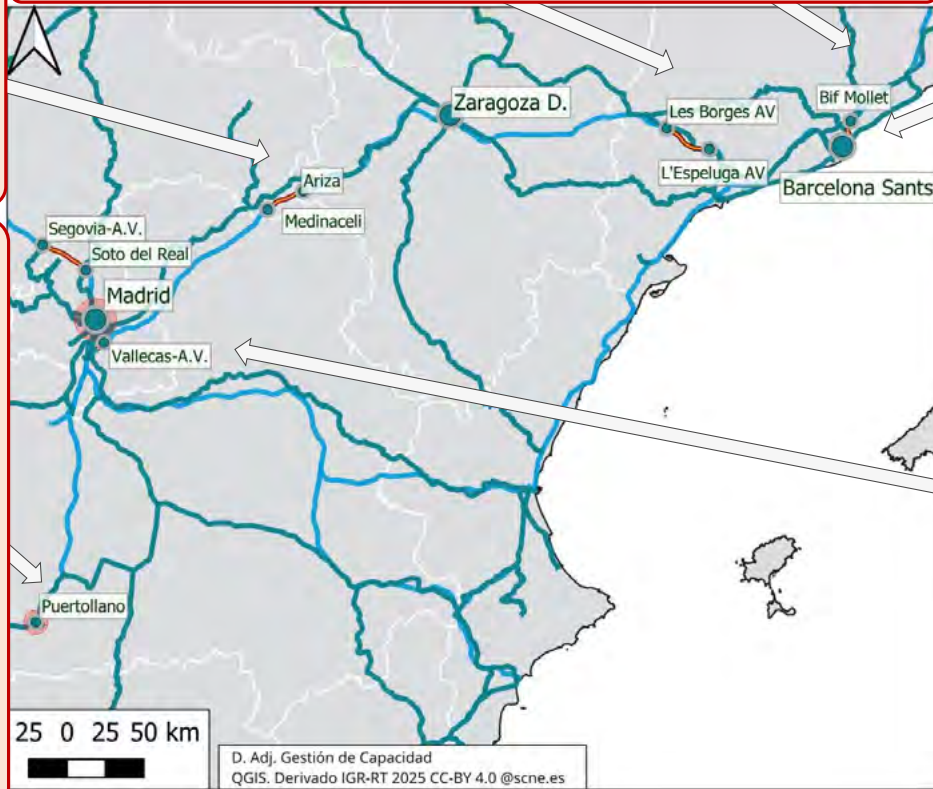 Zaragoza D.
Bif Mollet
Les Borges AV
L'Espeluga AV
Barcelona Sants
Ariza
Medinaceli
Segovia-A.V.
Soto del Real
Madrid
Vallecas-A.V.
Puertollano
25 0 25 50 km
D. Adj. Gestión de Capacidad
QGIS. Derivado IGR-RT 2025 CC-BY 4.0 @scne.es